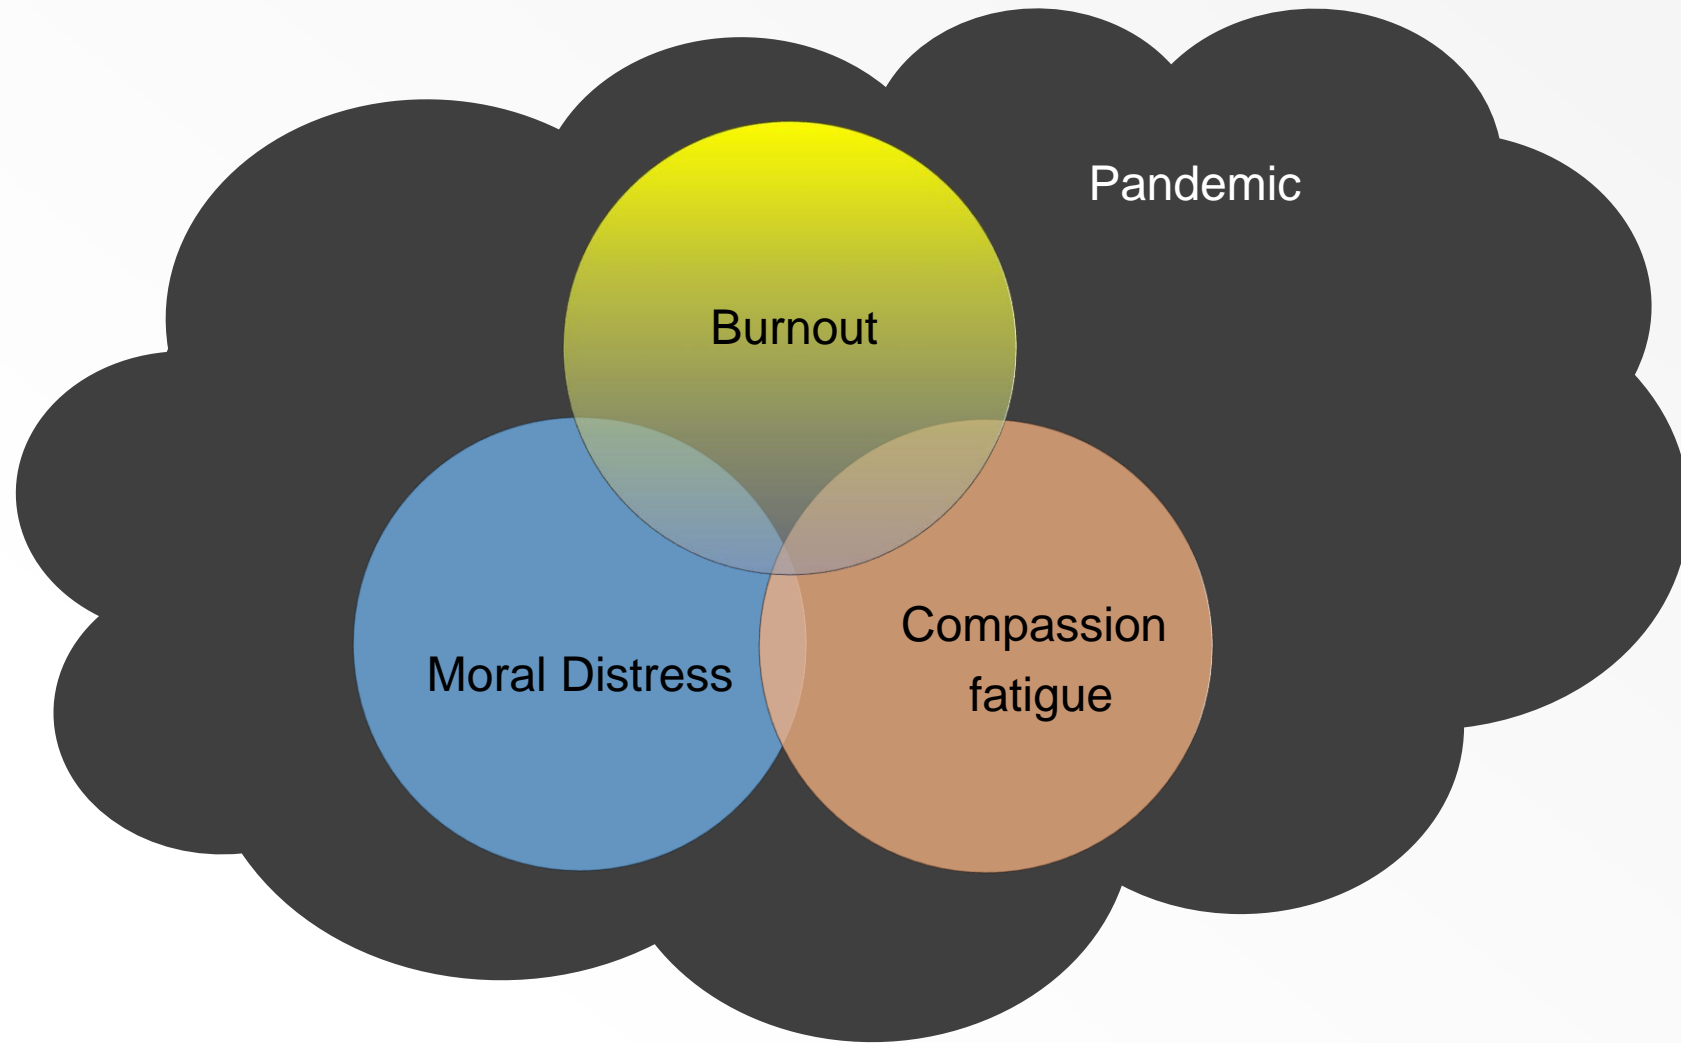 Pandemic
Burnout
Moral Distress
Compassion
fatigue